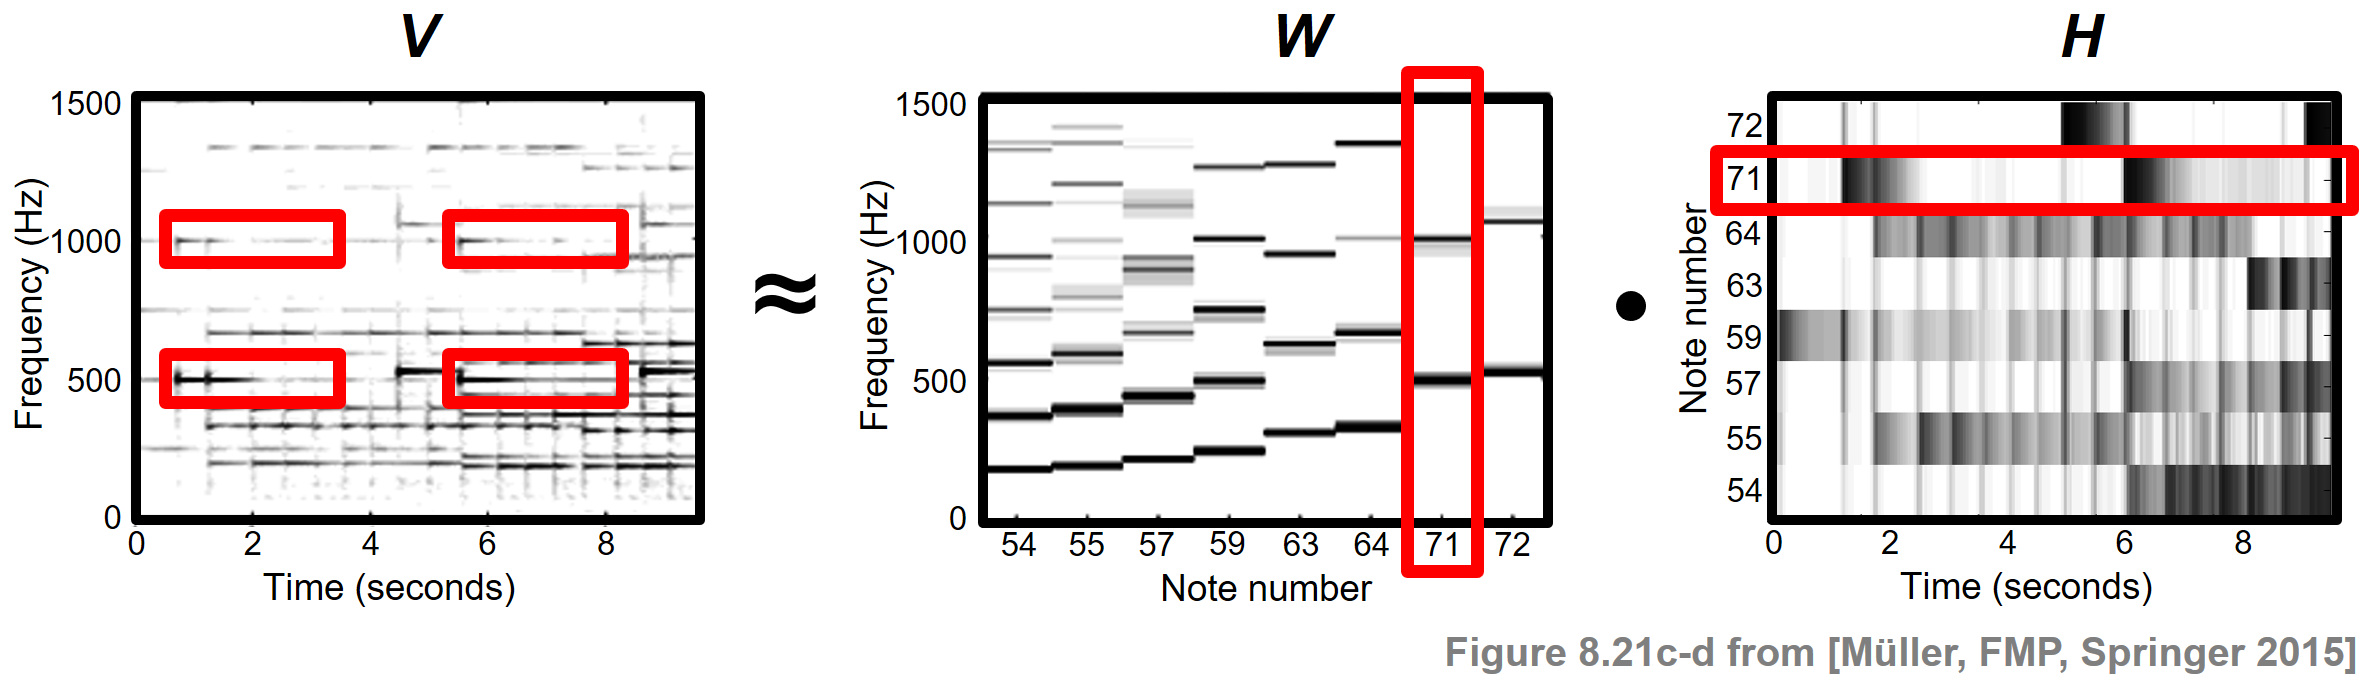 V
W
H
≈
•
1500
1000
500
0
Frequency (Hz)
0 2 4 6 8
Time (seconds)
1500
1000
500
0
Frequency (Hz)
54 55 57 59 63 64 71 72
Note number
72
71
64
63
59
57
55
54
Note number
0 2 4 6 8
Time (seconds)
Figure 8.21c-d from [Müller, FMP, Springer 2015]